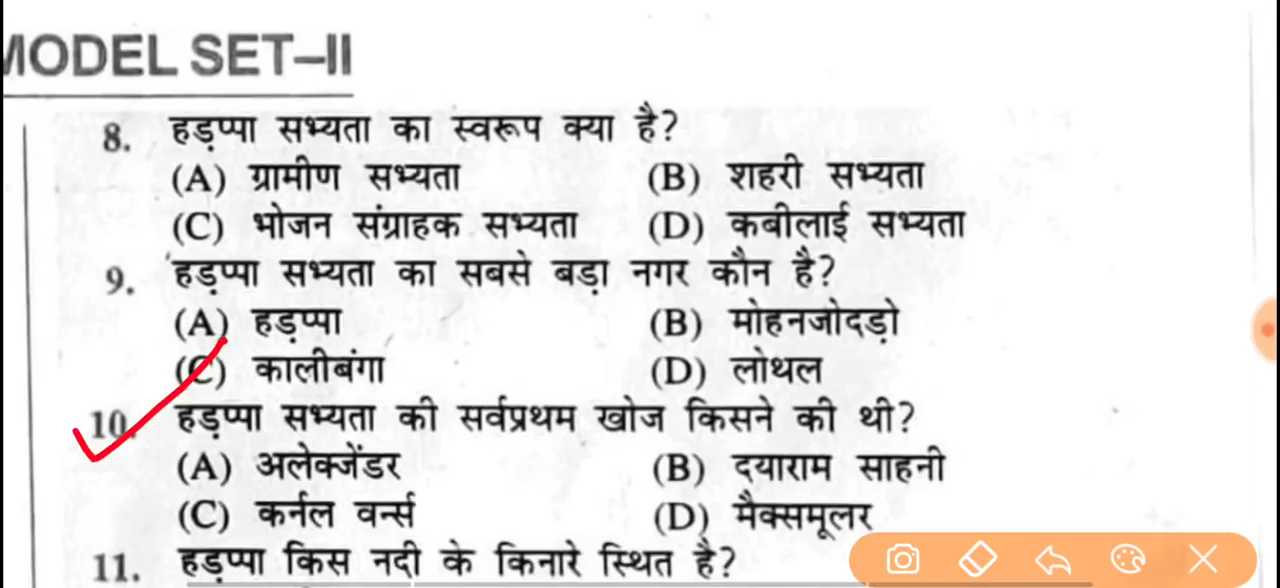 MODEL SET–II
8. हड़प्पा सभ्यता का स्वरूप क्या है?
(A) ग्रामीण सभ्यता (B) शहरी सभ्यता
(C) भोजन संग्राहक सभ्यता (D) कबीलाई सभ्यता
9. हड़प्पा सभ्यता का सबसे बड़ा नगर कौन है?
(A) हड़प्पा (B) मोहनजोदड़ो
(C) कालीबंगा (D) लोथल
10. हड़प्पा सभ्यता की सर्वप्रथम खोज किसने की थी?
(A) अलेक्जेंडर (B) दयाराम साहनी
(C) कर्नल वर्न्स (D) मैक्समूलर
11. हड़प्पा किस नदी के किनारे स्थित है?